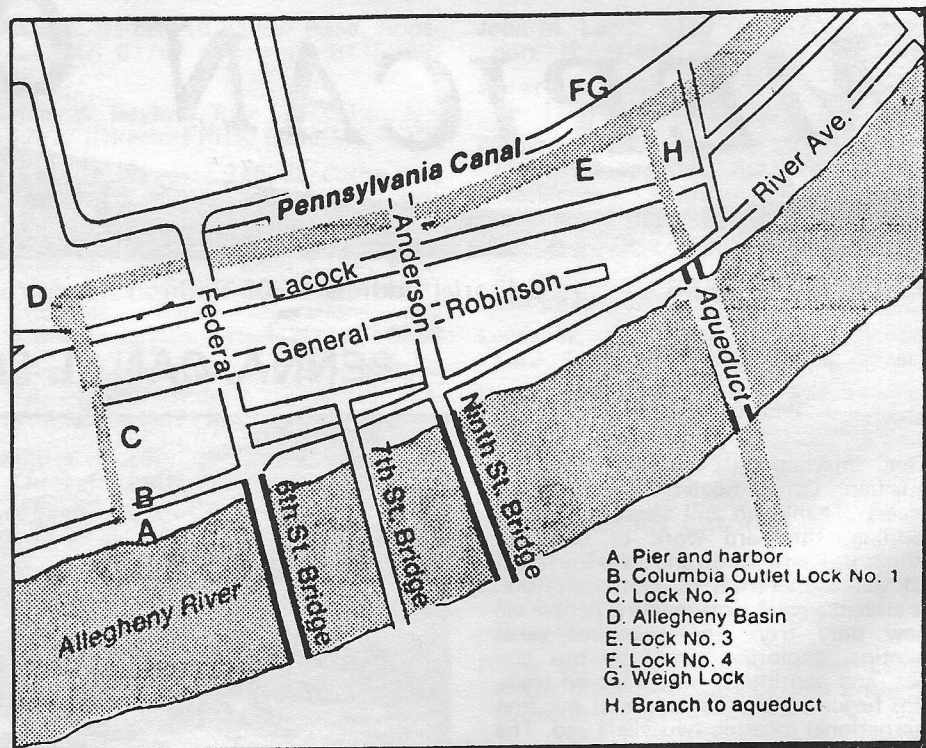 FG
Pennsylvania Canal
E
H
River Ave.
D
Anderson
Lacock
Federal
General Robinson
Aqueduct
C
B
A
6th St. Bridge
7th St. Bridge
Ninth St. Bridge
Allegheny River
A. Pier and harbor
B. Columbia Outlet Lock No. 1
C. Lock No. 2
D. Allegheny Basin
E. Lock No. 3
F. Lock No. 4
G. Weigh Lock
H. Branch to aqueduct